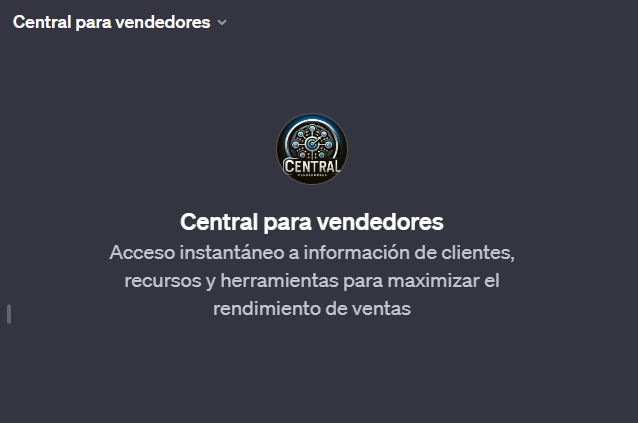 Central para vendedores
CENTRAL
Central para vendedores
Acceso instantáneo a información de clientes,
recursos y herramientas para maximizar el
rendimiento de ventas